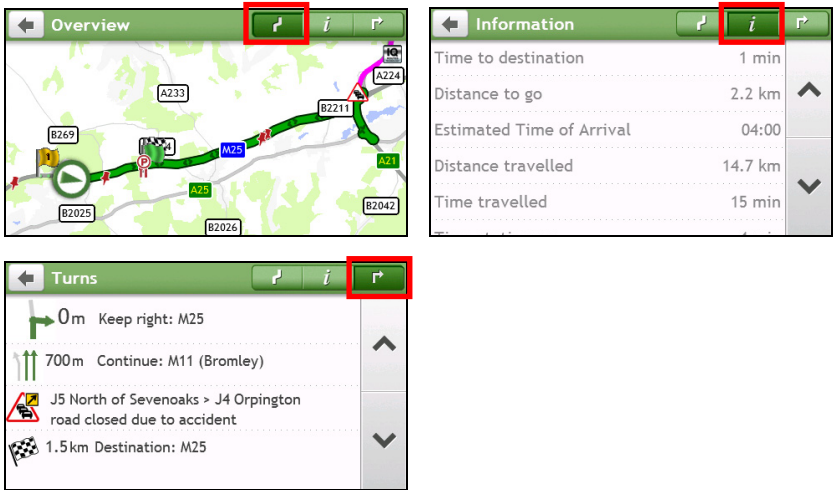 Overview
i
IQ
A224
A233
B2211
B269
M25
A21
A25
1
P
B2025
B2042
B2026
Information
i
Time to destination 1 min
Distance to go 2.2 km
Estimated Time of Arrival 04:00
Distance travelled 14.7 km
Time travelled 15 min
Turns
i
0m Keep right: M25
700m Continue: M11 (Bromley)
J5 North of Sevenoaks > J4 Orpington
road closed due to accident
1.5km Destination: M25